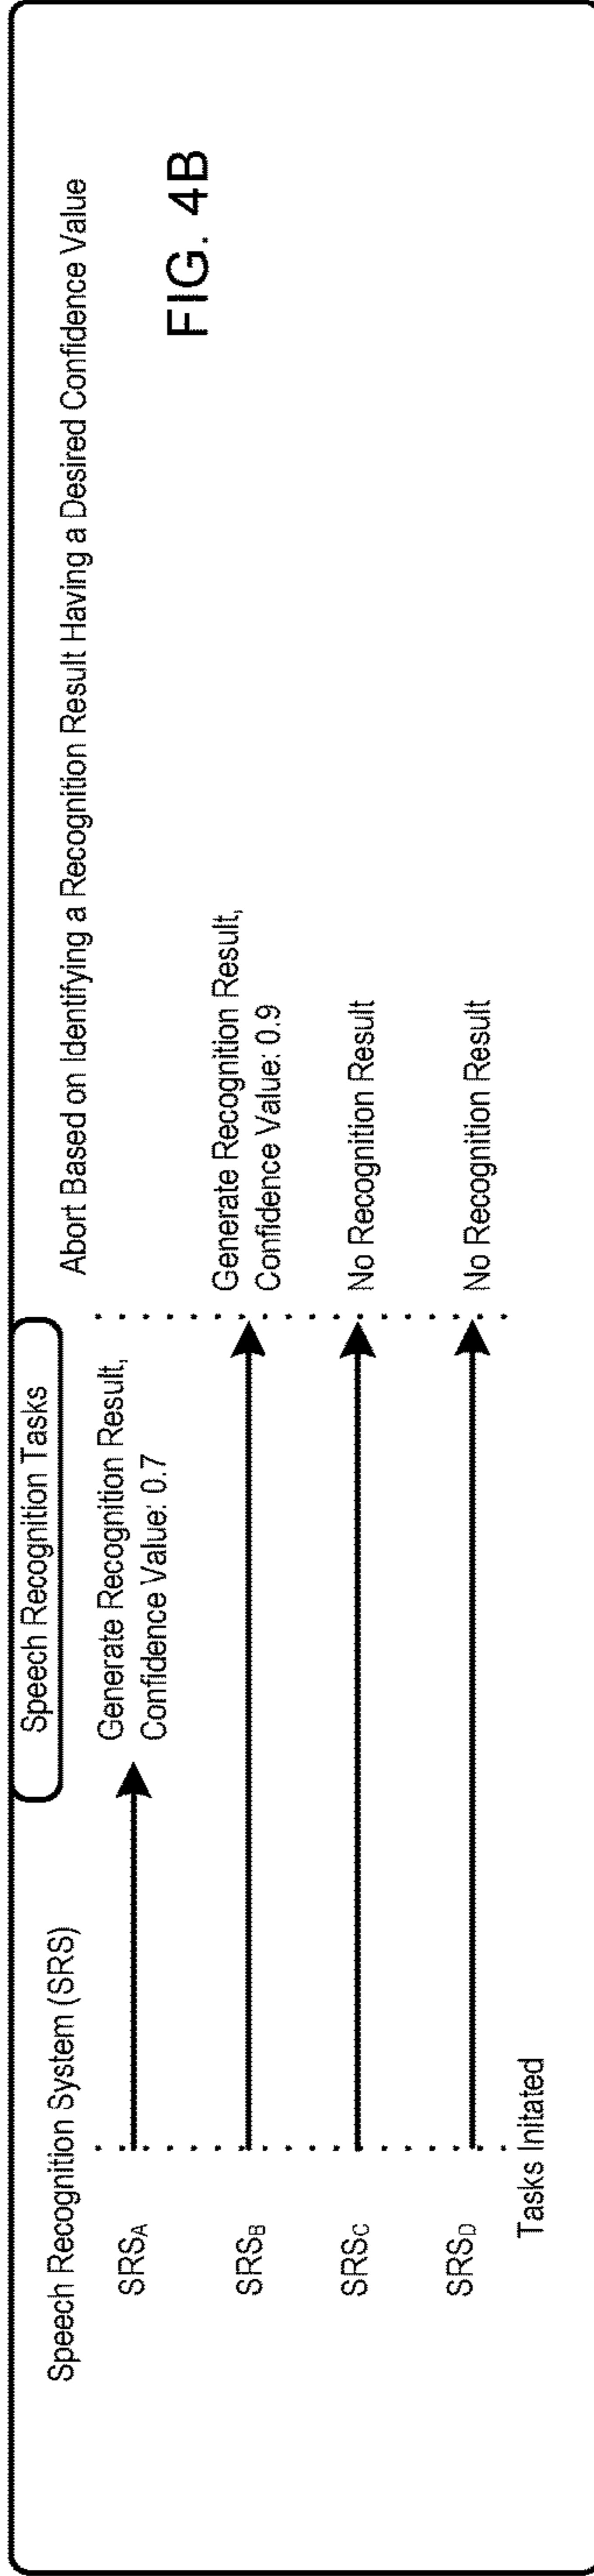 Speech Recognition Tasks
Speech Recognition System (SRS)
Abort Based on Identifying a Recognition Result Having a Desired Confidence Value
SRSA
Generate Recognition Result,
Confidence Value: 0.7
FIG. 4B
SRSB
Generate Recognition Result,
Confidence Value: 0.9
SRSC
No Recognition Result
SRSD
No Recognition Result
Tasks Initated